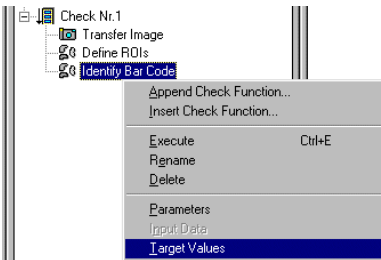 Check Nr.1
Transfer Image
Define ROIs
Identify Bar Code
Append Check Function...
Insert Check Function...
Execute Ctrl+E
Rename
Delete
Parameters
Input Data
Target Values